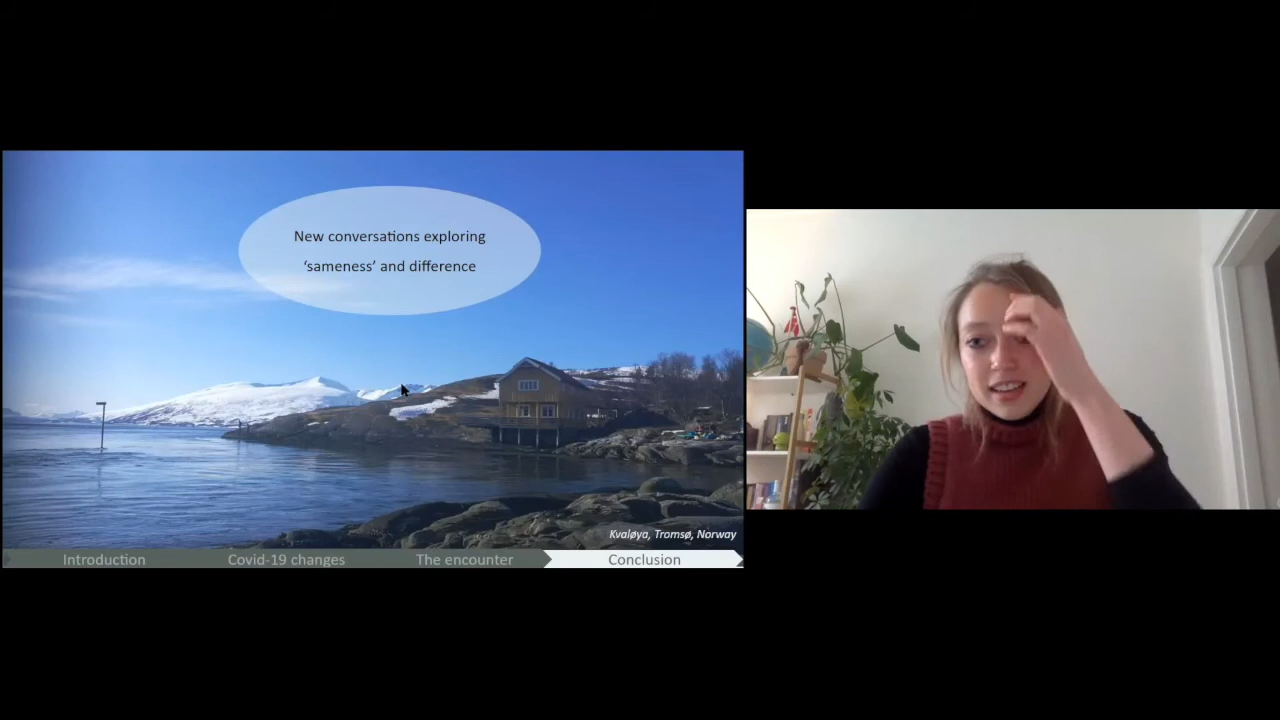 New conversations exploring
‘sameness’ and difference
Kvaløya, Tromsø, Norway
Introduction
Covid-19 changes
The encounter
Conclusion